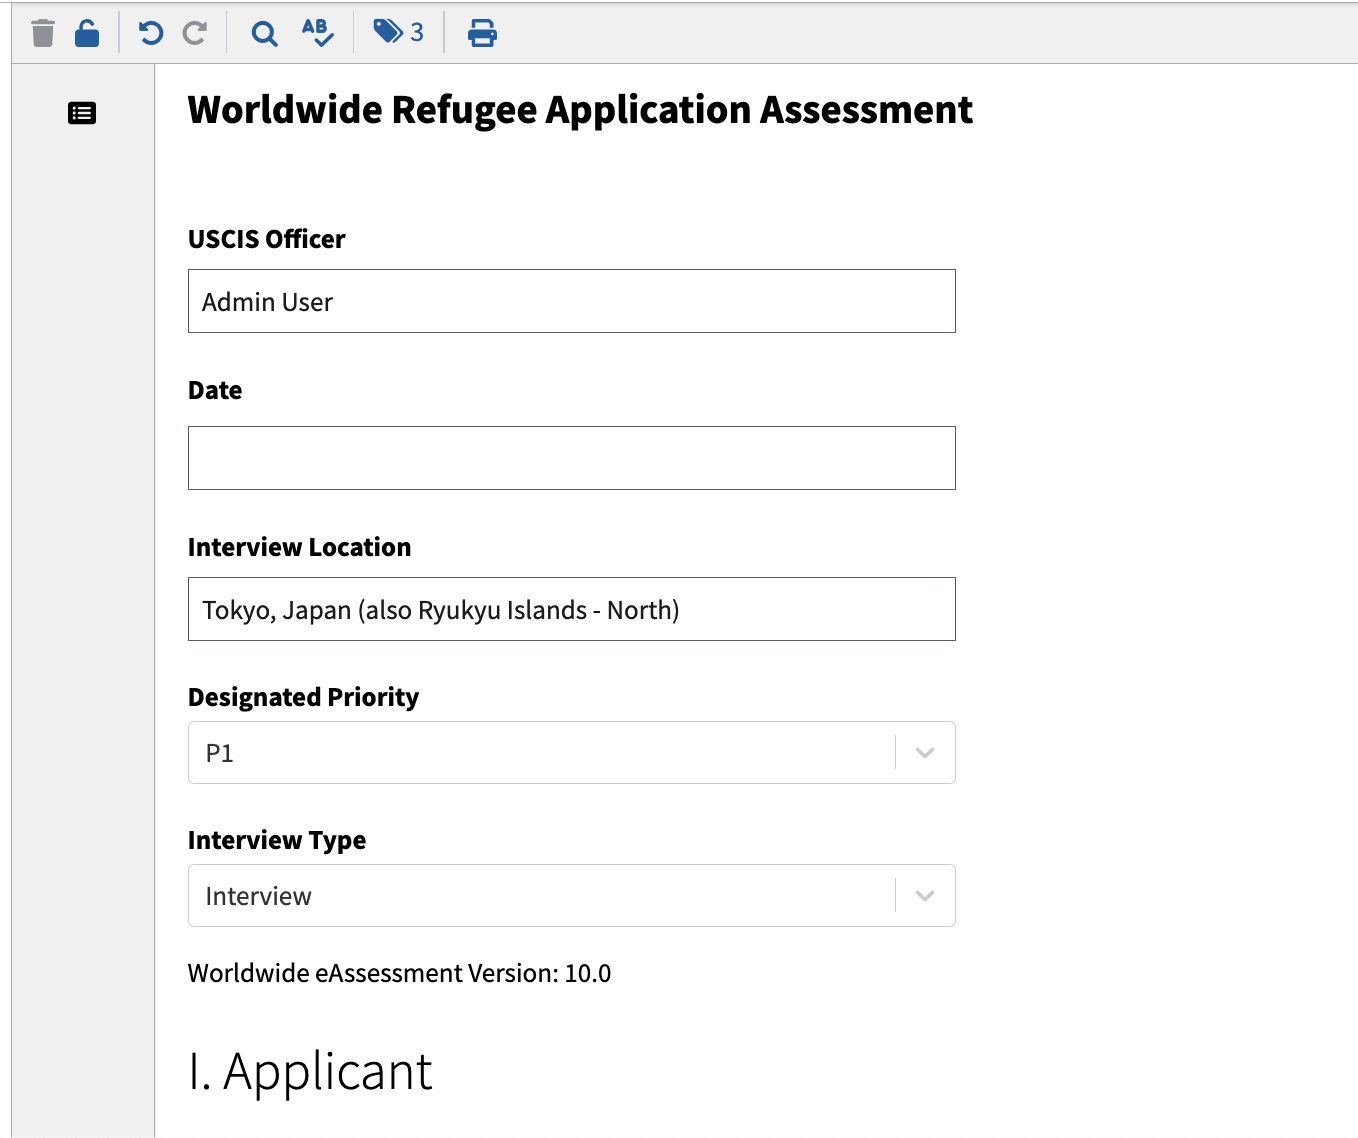 AB
3
Worldwide Refugee Application Assessment
USCIS Officer
Admin User
Date
Interview Location
Tokyo, Japan (also Ryukyu Islands - North)
Designated Priority
P1
Interview Type
Interview
Worldwide eAssessment Version: 10.0
I. Applicant